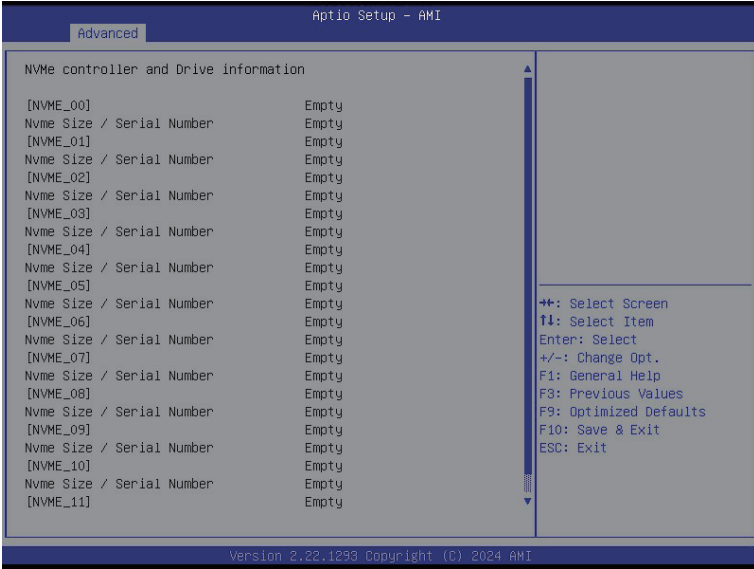 Aptio Setup - AMI
Advanced
NVMe controller and Drive information
[NVME_00] Empty
Nvme Size / Serial Number Empty
[NVME_01] Empty
Nvme Size / Serial Number Empty
[NVME_02] Empty
Nvme Size / Serial Number Empty
[NVME_03] Empty
Nvme Size / Serial Number Empty
[NVME_04] Empty
Nvme Size / Serial Number Empty
[NVME_05] Empty
Nvme Size / Serial Number Empty
[NVME_06] Empty
Nvme Size / Serial Number Empty
[NVME_07] Empty
Nvme Size / Serial Number Empty
[NVME_08] Empty
Nvme Size / Serial Number Empty
[NVME_09] Empty
Nvme Size / Serial Number Empty
[NVME_10] Empty
Nvme Size / Serial Number Empty
[NVME_11] Empty
→←: Select Screen
↑↓: Select Item
Enter: Select
+/-: Change Opt.
F1: General Help
F3: Previous Values
F9: Optimized Defaults
F10: Save & Exit
ESC: Exit
Version 2.22.1293 Copyright (C) 2024 AMI